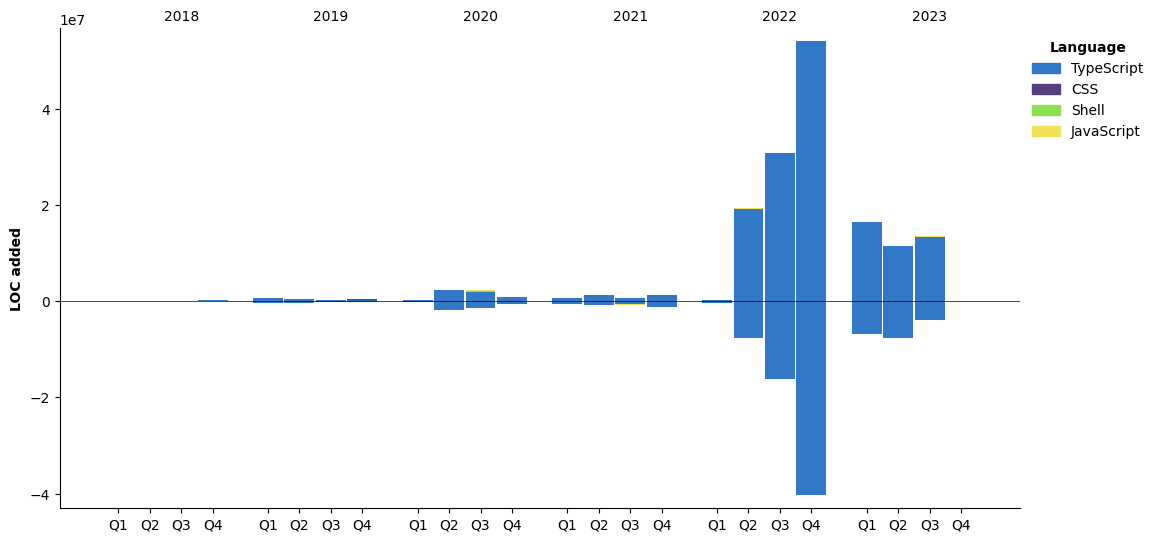 1e7
2018 2019 2020 2021 2022 2023
Language
TypeScript
CSS
Shell
JavaScript
4
2
0
−2
−4
LOC added
Q1 Q2 Q3 Q4 Q1 Q2 Q3 Q4 Q1 Q2 Q3 Q4 Q1 Q2 Q3 Q4 Q1 Q2 Q3 Q4 Q1 Q2 Q3 Q4